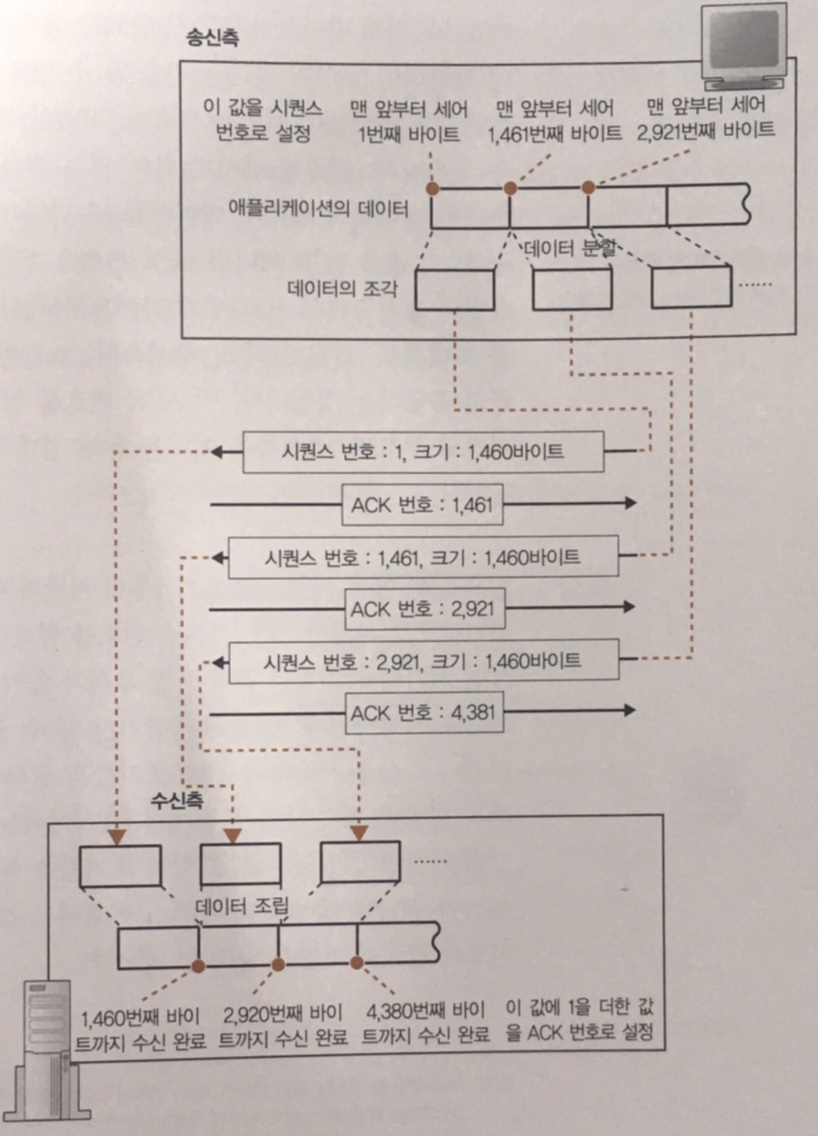 송신측
이 값을 시퀀스
번호로 설정
맨 앞부터 세어
1번째 바이트
맨 앞부터 세어
1,461번째 바이트
맨 앞부터 세어
2,921번째 바이트
애플리케이션의 데이터
데이터 분할
데이터의 조각
......
시퀀스 번호 : 1, 크기 : 1,460바이트
ACK 번호 : 1,461
시퀀스 번호 : 1,461, 크기 : 1,460바이트
ACK 번호 : 2,921
시퀀스 번호 : 2,921, 크기 : 1,460바이트
ACK 번호 : 4,381
수신측
......
데이터 조립
1,460번째 바이
트까지 수신 완료
2,920번째 바이
트까지 수신 완료
4,380번째 바이
트까지 수신 완료
이 값에 1을 더한 값
을 ACK 번호로 설정